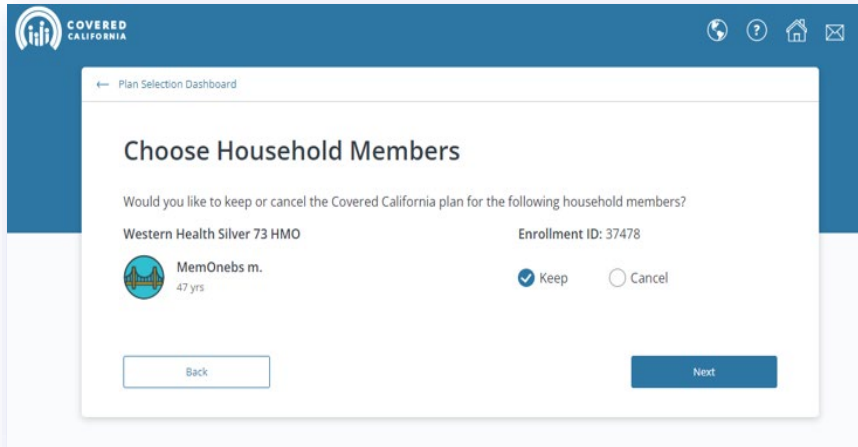 COVERED
CALIFORNIA
?
← Plan Selection Dashboard
Choose Household Members
Would you like to keep or cancel the Covered California plan for the following household members?
Western Health Silver 73 HMO
Enrollment ID: 37478
MemOnebs m.
47 yrs
Keep
Cancel
Back
Next